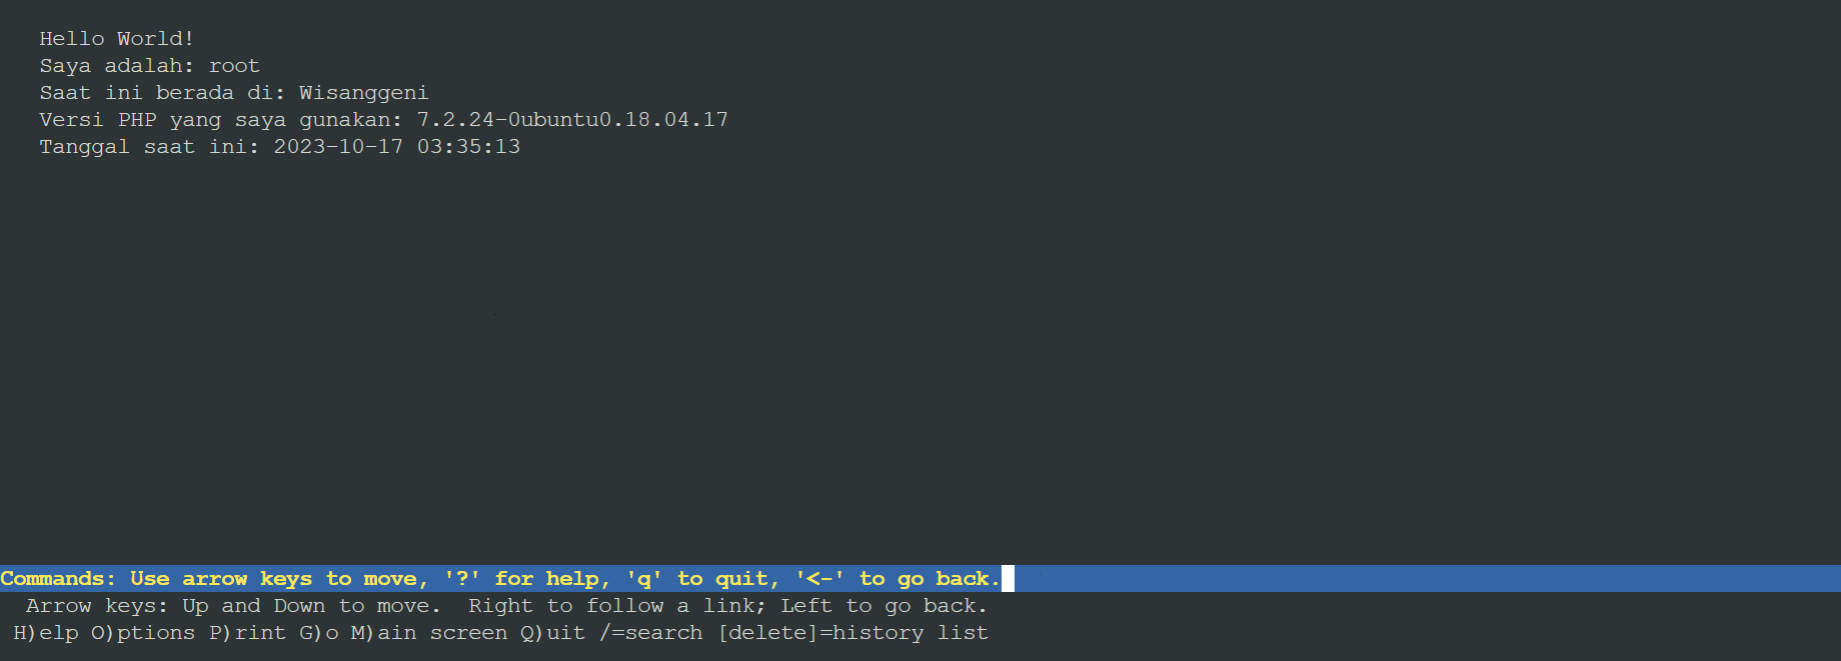 Hello World!
Saya adalah: root
Saat ini berada di: Wisanggeni
Versi PHP yang saya gunakan: 7.2.24-0ubuntu0.18.04.17
Tanggal saat ini: 2023-10-17 03:35:13
Commands: Use arrow keys to move, '?' for help, 'q' to quit, '<-' to go back.
Arrow keys: Up and Down to move.  Right to follow a link; Left to go back.
H)elp O)ptions P)rint G)o M)ain screen Q)uit /=search [delete]=history list